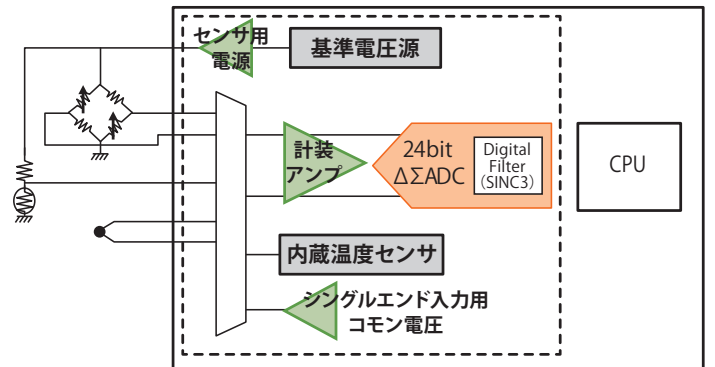 センサ用
電源
基準電圧源
計装
アンプ
24bit
ΔΣADC
Digital
Filter
(SINC3)
CPU
内蔵温度センサ
シングルエンド入力用
コモン電圧